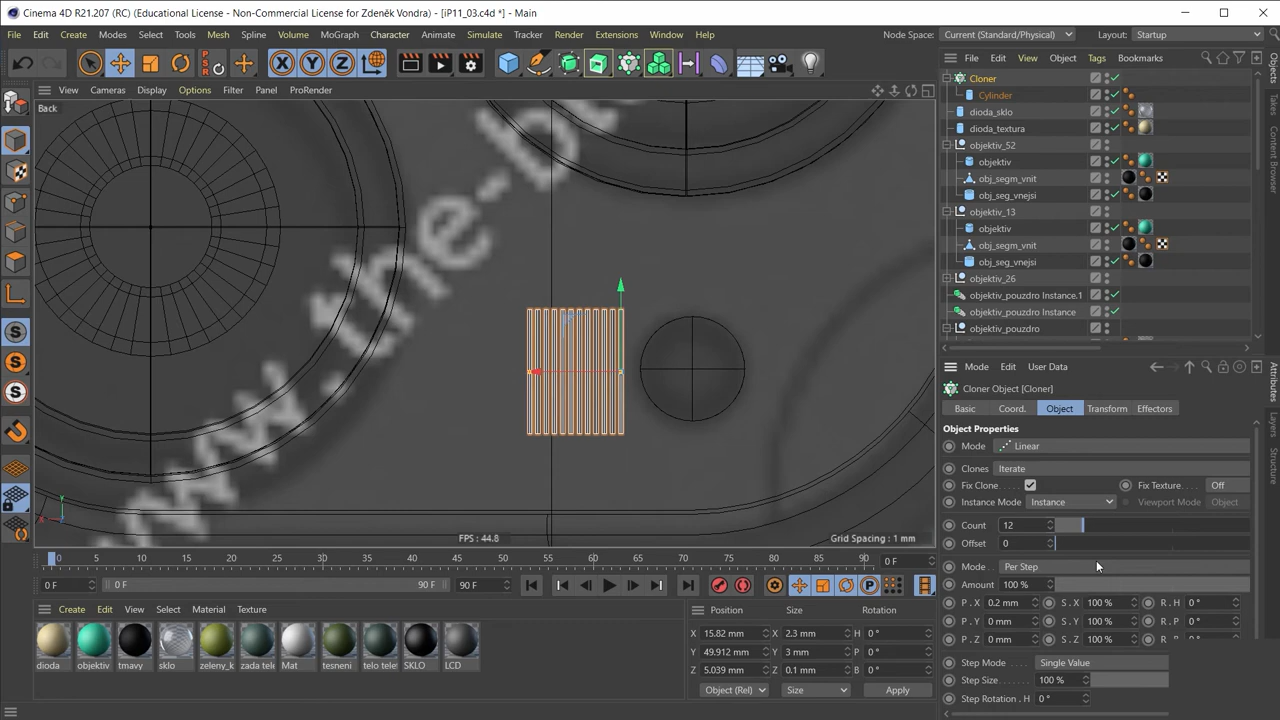 Cinema 4D R21.207 (RC) (Educational License - Non-Commercial License for Zdeněk Vondra) - [iP11_03.c4d *] - Main
File Edit Create Modes Select Tools Mesh Spline Volume MoGraph Character Animate Simulate Tracker Render Extensions Window Help Node Space: Current (Standard/Physical) Layout: Startup
File Edit View Object Tags Bookmarks
View Cameras Display Options Filter Panel ProRender
Back
Cloner
Cylinder
dioda_sklo
dioda_textura
objektiv_52
objektiv
obj_segm_vnit
obj_seg_vnejsi
objektiv_13
objektiv
obj_segm_vnit
obj_seg_vnejsi
objektiv_26
objektiv_pouzdro Instance.1
objektiv_pouzdro Instance
objektiv_pouzdro
Objects
Takes
Content Browser
Attributes
Layers
Structure
PSR
X Y Z
www.the-b
Y
X
FPS : 44.8
Grid Spacing : 1 mm
Mode Edit User Data
Cloner Object [Cloner]
Basic Coord. Object Transform Effectors
Object Properties
Mode Linear
Clones Iterate
Fix Clone Fix Texture Off
Instance Mode Instance Viewport Mode Object
Count 12
Offset 0
Mode Per Step
Amount 100 %
P . X 0.2 mm S . X 100 % R . H 0 °
P . Y 0 mm S . Y 100 % R . P 0 °
P . Z 0 mm S . Z 100 %
Step Mode Single Value
Step Size 100 %
Step Rotation . H 0 °
0 5 10 15 20 25 30 35 40 45 50 55 60 65 70 75 80 85 90 0 F
0 F 0 F 90 F 90 F
Create Edit View Select Material Texture
dioda objektiv tmavy sklo zeleny_k zada tele Mat tesneni telo telef SKLO LCD
Position Size Rotation
X 15.82 mm X 2.3 mm H 0 °
Y 49.912 mm Y 3 mm P 0 °
Z 5.039 mm Z 0.1 mm B 0 °
Object (Rel) Size Apply